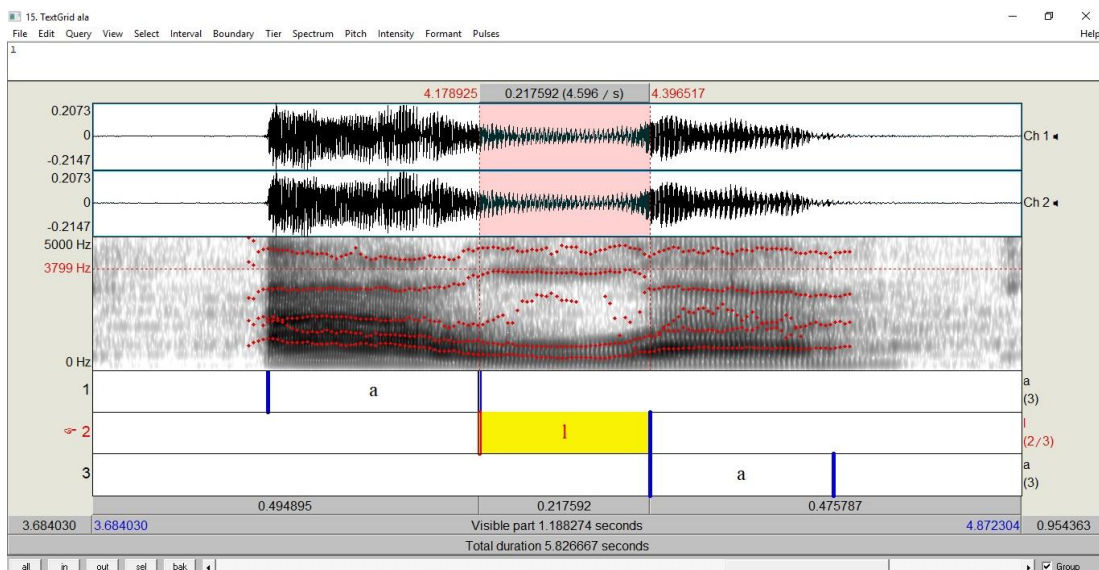 15. TextGrid ala
File Edit Query View Select Interval Boundary Tier Spectrum Pitch Intensity Formant Pulses Help
1
4.178925 0.217592 (4.596 / s) 4.396517
0.2073
0
-0.2147
Ch 1
0.2073
0
-0.2147
Ch 2
5000 Hz
3799 Hz
0 Hz
1 a a
(3)
2 l l
(2/3)
3 a a
(3)
0.494895 0.217592 0.475787
3.684030 3.684030 Visible part 1.188274 seconds 4.872304 0.954363
Total duration 5.826667 seconds
all in out sel bak Group